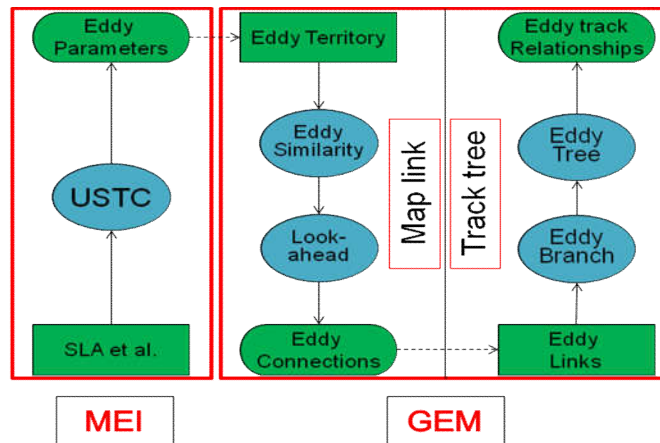 Eddy
Parameters
USTC
SLA et al.
MEI
Eddy Territory
Eddy
Similarity
Look-
ahead
Eddy
Connections
Map link
Track tree
Eddy track
Relationships
Eddy
Tree
Eddy
Branch
Eddy
Links
GEM